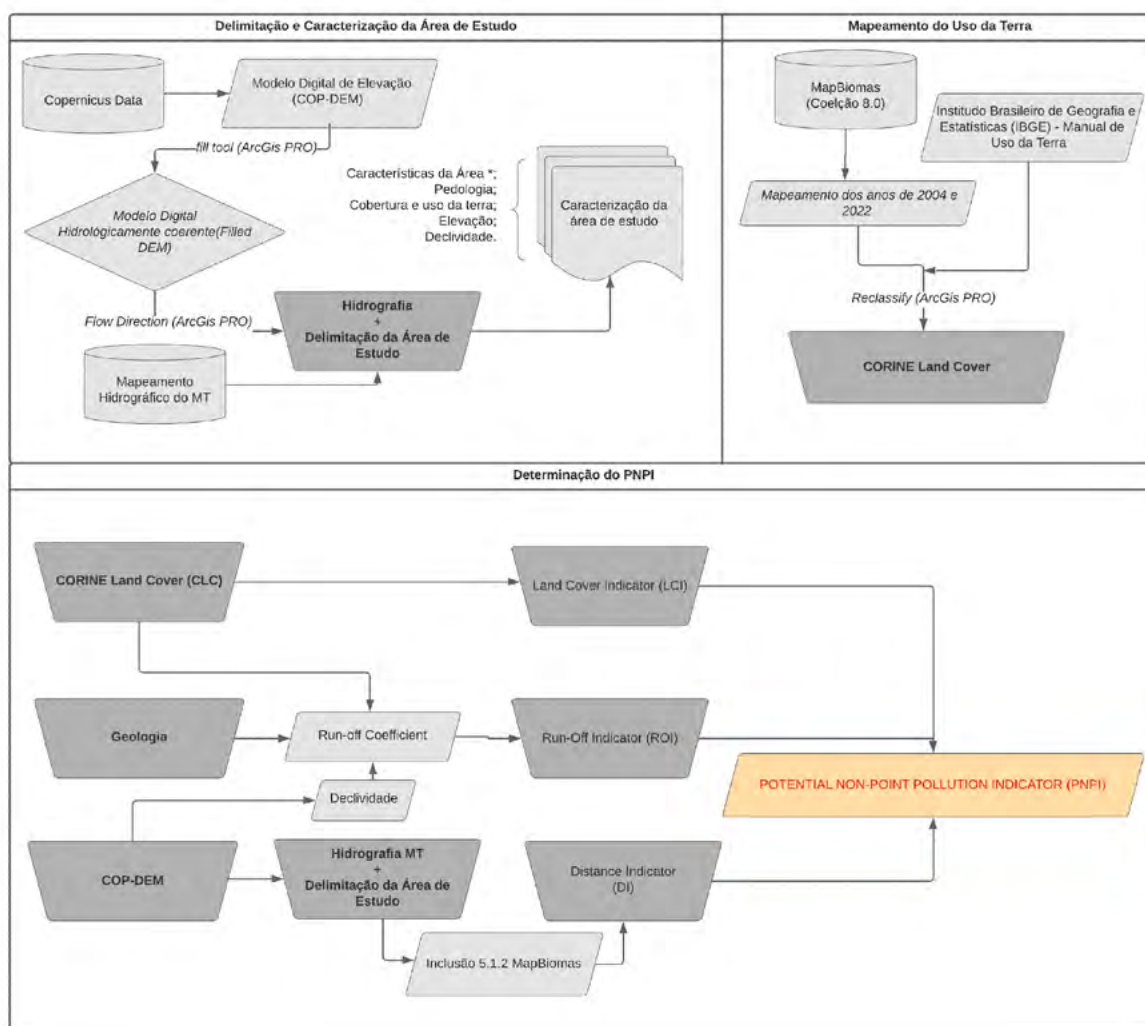 Delimitação e Caracterização da Área de Estudo
Copernicus Data
Modelo Digital de Elevação
(COP-DEM)
fill tool (ArcGis PRO)
Modelo Digital
Hidrológicamente coerente(Filled
DEM)
Características da Área *;
Pedologia;
Cobertura e uso da terra;
Elevação;
Declividade.
Caracterização da
área de estudo
Flow Direction (ArcGis PRO)
Hidrografia
+
Delimitação da Área de
Estudo
Mapeamento
Hidrográfico do MT
Mapeamento do Uso da Terra
MapBiomas
(Coelção 8.0)
Institudo Brasileiro de Geografia e
Estatísticas (IBGE) - Manual de
Uso da Terra
Mapeamento dos anos de 2004 e
2022
Reclassify (ArcGis PRO)
CORINE Land Cover
Determinação do PNPI
CORINE Land Cover (CLC)
Land Cover Indicator (LCI)
Geologia
Run-off Coefficient
Run-Off Indicator (ROI)
Declividade
POTENTIAL NON-POINT POLLUTION INDICATOR (PNPI)
COP-DEM
Hidrografia MT
+
Delimitação da Área de
Estudo
Distance Indicator
(DI)
Inclusão 5.1.2 MapBiomas